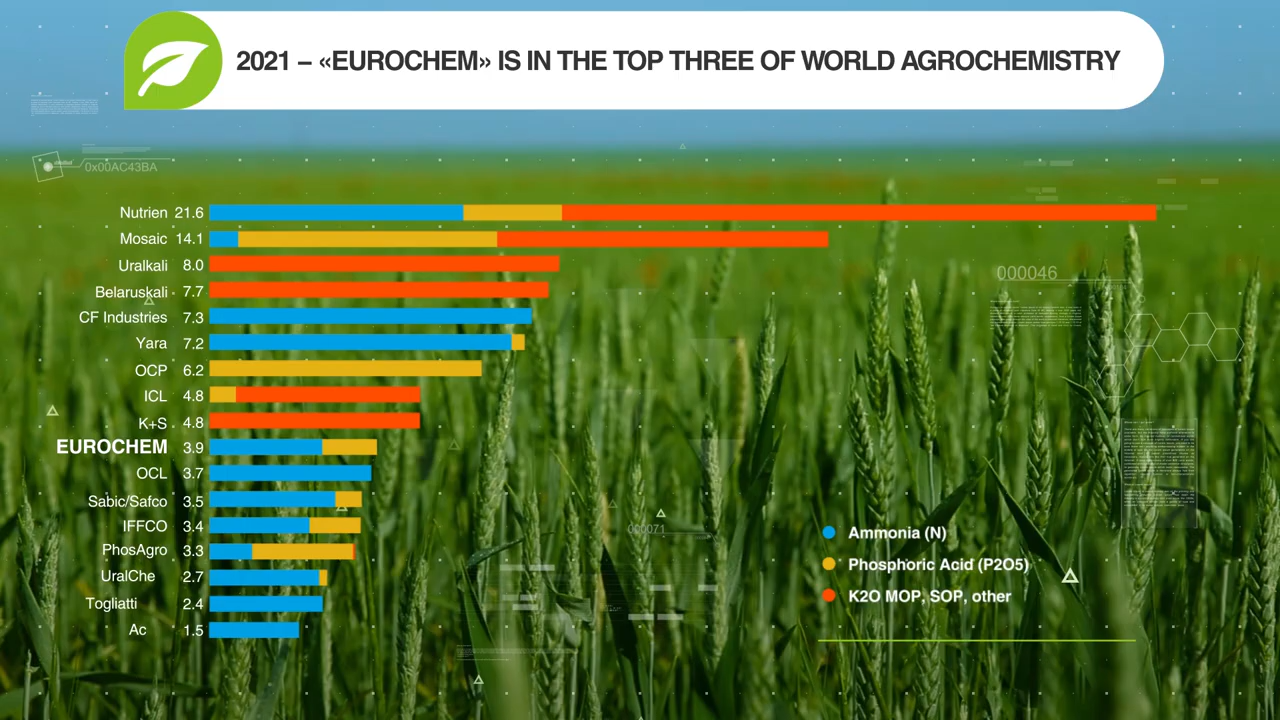 2021 – «EUROCHEM» IS IN THE TOP THREE OF WORLD AGROCHEMISTRY
0x00AC43BA
Nutrien 21.6
Mosaic 14.1
Uralkali 8.0
000046
Belaruskali 7.7
CF Industries 7.3
Yara 7.2
OCP 6.2
ICL 4.8
K+S 4.8
EUROCHEM 3.9
OCL 3.7
Sabic/Safco 3.5
IFFCO 3.4
000071
PhosAgro 3.3
UralChe 2.7
Togliatti 2.4
Ac 1.5
Ammonia (N)
Phosphoric Acid (P2O5)
K2O MOP, SOP, other